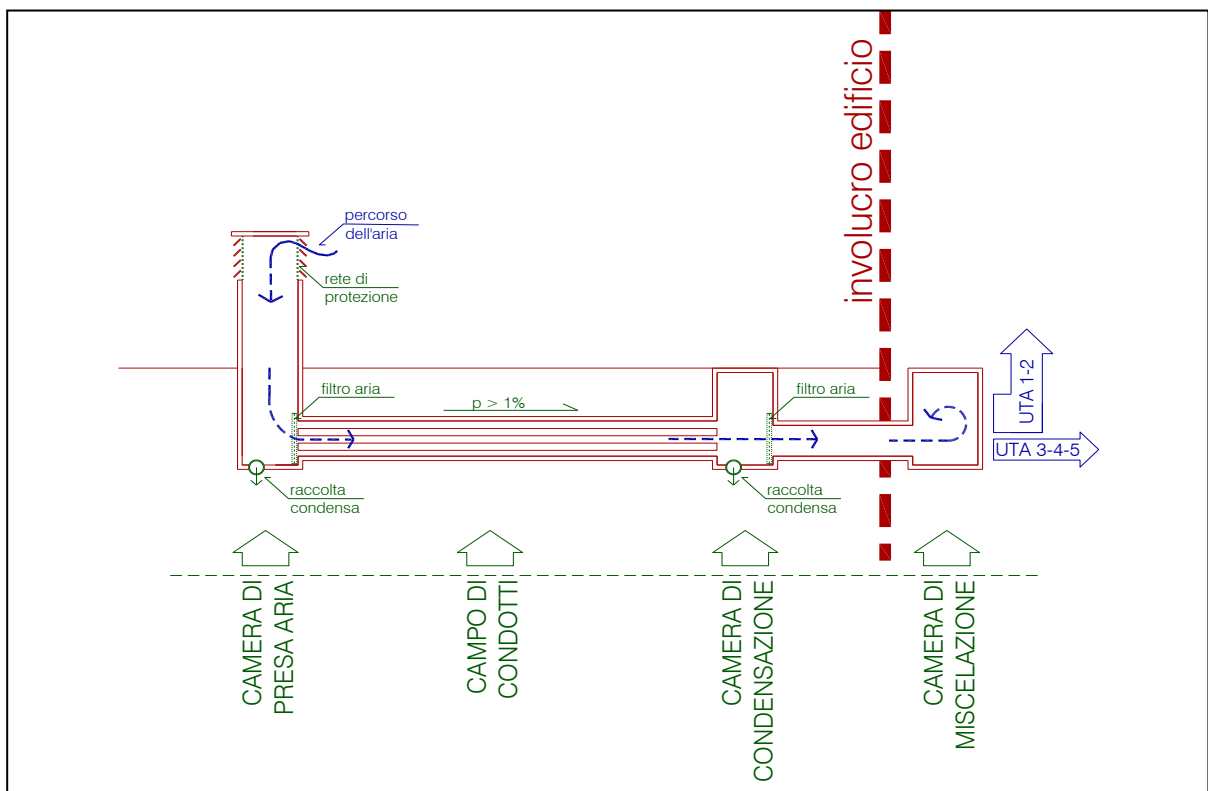 involucro edificio
percorso
dell'aria
rete di
protezione
filtro aria
p > 1%
filtro aria
UTA 1-2
UTA 3-4-5
raccolta
condensa
raccolta
condensa
CAMERA DI
PRESA ARIA
CAMPO DI
CONDOTTI
CAMERA DI
CONDENSAZIONE
CAMERA DI
MISCELAZIONE